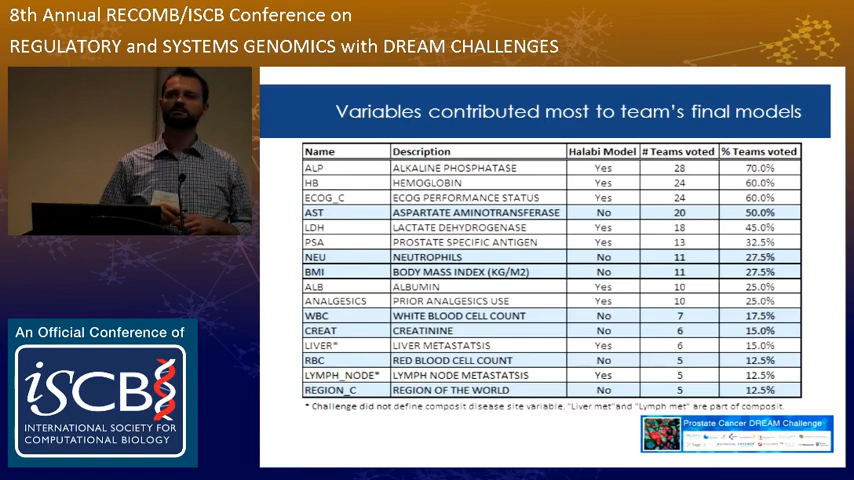 8th Annual RECOMB/ISCB Conference on
REGULATORY and SYSTEMS GENOMICS with DREAM CHALLENGES
Variables contributed most to team's final models
Name Description Halabi Model # Teams voted % Teams voted
ALP ALKALINE PHOSPHATASE Yes 28 70.0%
HB HEMOGLOBIN Yes 24 60.0%
ECOG_C ECOG PERFORMANCE STATUS Yes 24 60.0%
AST ASPARTATE AMINOTRANSFERASE No 20 50.0%
LDH LACTATE DEHYDROGENASE Yes 18 45.0%
PSA PROSTATE SPECIFIC ANTIGEN Yes 13 32.5%
NEU NEUTROPHILS No 11 27.5%
BMI BODY MASS INDEX (KG/M2) No 11 27.5%
ALB ALBUMIN Yes 10 25.0%
ANALGESICS PRIOR ANALGESICS USE Yes 10 25.0%
WBC WHITE BLOOD CELL COUNT No 7 17.5%
CREAT CREATININE No 6 15.0%
LIVER* LIVER METASTATSIS Yes 6 15.0%
RBC RED BLOOD CELL COUNT No 5 12.5%
LYMPH_NODE* LYMPH NODE METASTATSIS Yes 5 12.5%
REGION_C REGION OF THE WORLD No 5 12.5%
* Challenge did not define composit disease site variable. "Liver met"and "Lymph met" are part of composit.
Prostate Cancer DREAM Challenge
An Official Conference of
iSCB
INTERNATIONAL SOCIETY FOR
COMPUTATIONAL BIOLOGY